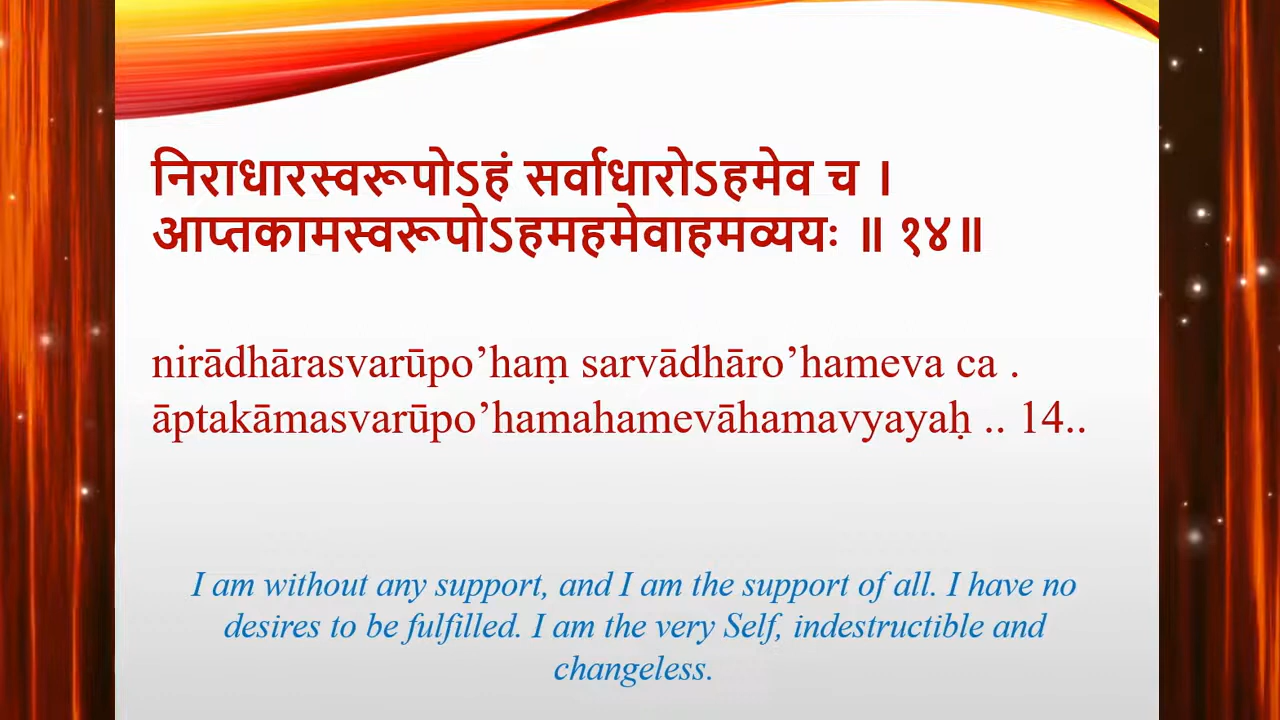 निराधारस्वरूपोऽहं सर्वाधारोऽहमेव च ।
आप्तकामस्वरूपोऽहमहमेवाहमव्ययः ॥ १४॥
nirādhārasvarūpo’haṃ sarvādhāro’hameva ca .
āptakāmasvarūpo’hamahamevāhamavyayaḥ .. 14..
I am without any support, and I am the support of all. I have no
desires to be fulfilled. I am the very Self, indestructible and
changeless.